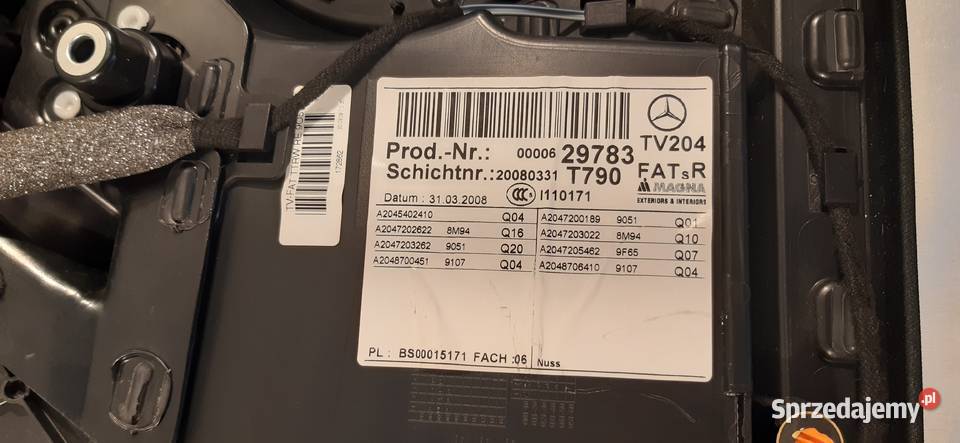 Prod.-Nr.: 00006 29783 TV204
Schichtnr.: 20080331 T790 FATsR
Datum : 31.03.2008 CCC S I110171 MAGNA
EXTERIORS & INTERIORS
A2045402410 Q04 A2047200189 9051 Q01
A2047202622 8M94 Q16 A2047203022 8M94 Q10
A2047203262 9051 Q20 A2047205462 9F65 Q07
A2048700451 9107 Q04 A2048706410 9107 Q04
PL : BS00015171 FACH :06 Nuss
172862
Sprzedajemy.pl